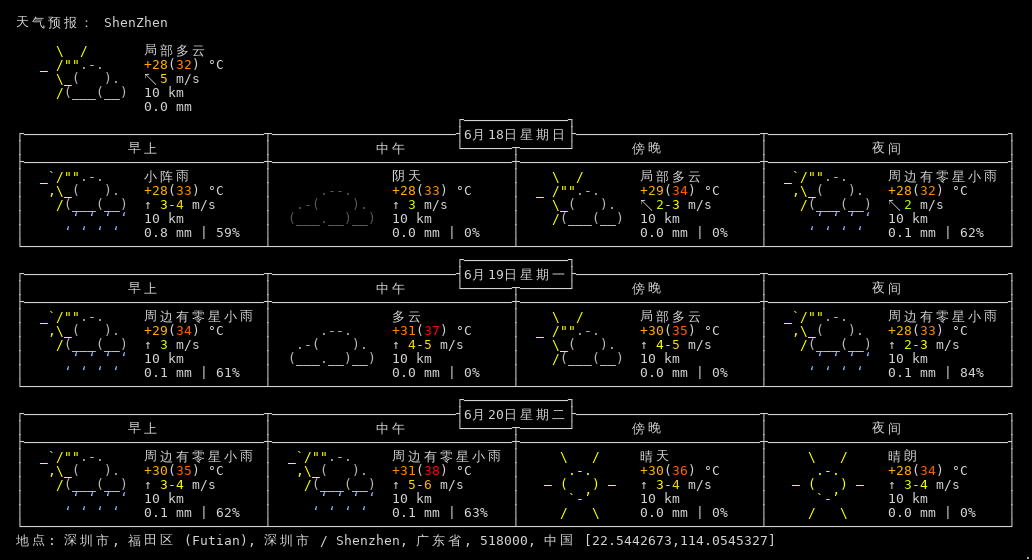 天气预报： ShenZhen
局部多云
+28(32) °C
↖5 m/s
10 km
0.0 mm
6月18日星期日
早上 中午 傍晚 夜间
小阵雨 阴天 局部多云 周边有零星小雨
+28(33) °C +28(33) °C +29(34) °C +28(32) °C
↑ 3-4 m/s ↑ 3 m/s ↖2-3 m/s ↖2 m/s
10 km 10 km 10 km 10 km
0.8 mm | 59% 0.0 mm | 0% 0.0 mm | 0% 0.1 mm | 62%
6月19日星期一
早上 中午 傍晚 夜间
周边有零星小雨 多云 局部多云 周边有零星小雨
+29(34) °C +31(37) °C +30(35) °C +28(33) °C
↑ 3 m/s ↑ 4-5 m/s ↑ 4-5 m/s ↑ 2-3 m/s
10 km 10 km 10 km 10 km
0.1 mm | 61% 0.0 mm | 0% 0.0 mm | 0% 0.1 mm | 84%
6月20日星期二
早上 中午 傍晚 夜间
周边有零星小雨 周边有零星小雨 晴天 晴朗
+30(35) °C +31(38) °C +30(36) °C +28(34) °C
↑ 3-4 m/s ↑ 5-6 m/s ↑ 3-4 m/s ↑ 3-4 m/s
10 km 10 km 10 km 10 km
0.1 mm | 62% 0.1 mm | 63% 0.0 mm | 0% 0.0 mm | 0%
地点: 深圳市, 福田区 (Futian), 深圳市 / Shenzhen, 广东省, 518000, 中国 [22.5442673,114.0545327]